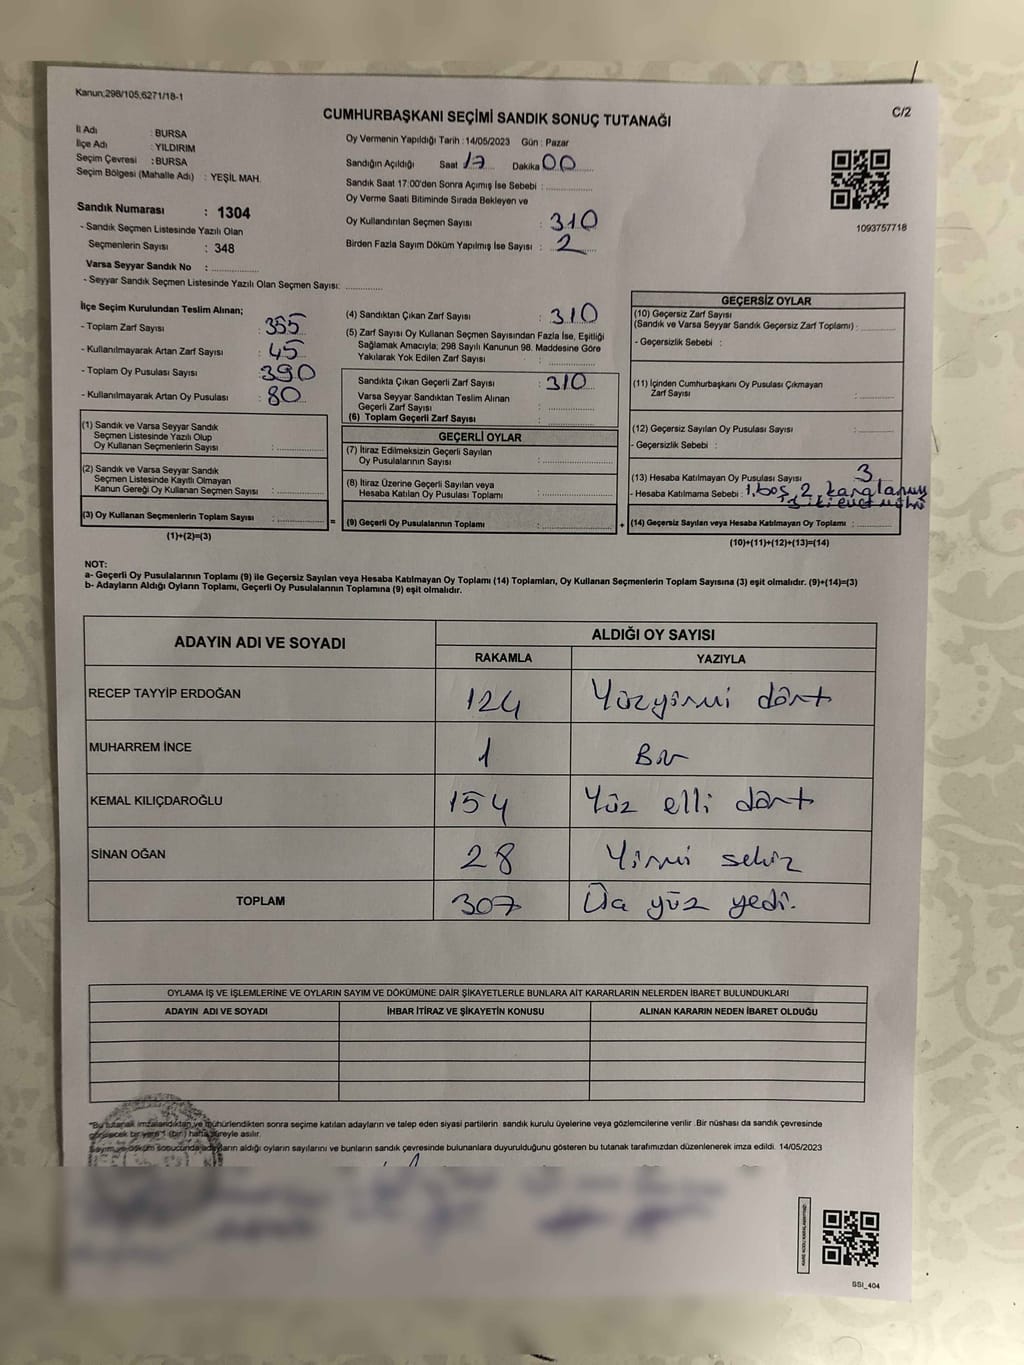 Kanun;298/105;6271/18-1
C/2
CUMHURBAŞKANI SEÇİMİ SANDIK SONUÇ TUTANAĞI
İl Adı : BURSA
İlçe Adı : YILDIRIM
Seçim Çevresi : BURSA
Seçim Bölgesi (Mahalle Adı) : YEŞİL MAH.
Sandık Numarası : 1304
- Sandık Seçmen Listesinde Yazılı Olan
Seçmenlerin Sayısı : 348
Varsa Seyyar Sandık No :
- Seyyar Sandık Seçmen Listesinde Yazılı Olan Seçmen Sayısı:
Oy Vermenin Yapıldığı Tarih : 14/05/2023 Gün : Pazar
Sandığın Açıldığı Saat 17 Dakika 00
Sandık Saat 17:00'den Sonra Açımış İse Sebebi :
Oy Verme Saati Bitiminde Sırada Bekleyen ve
Oy Kullandırılan Seçmen Sayısı : 310
Birden Fazla Sayım Döküm Yapılmış İse Sayısı : 2
1093757718
İlçe Seçim Kurulundan Teslim Alınan;
- Toplam Zarf Sayısı : 355
- Kullanılmayarak Artan Zarf Sayısı : 45
- Toplam Oy Pusulası Sayısı : 390
- Kullanılmayarak Artan Oy Pusulası : 80
(1) Sandık ve Varsa Seyyar Sandık
Seçmen Listesinde Yazılı Olup
Oy Kullanan Seçmenlerin Sayısı :
(2) Sandık ve Varsa Seyyar Sandık
Seçmen Listesinde Kayıtlı Olmayan
Kanun Gereği Oy Kullanan Seçmen Sayısı :
(3) Oy Kullanan Seçmenlerin Toplam Sayısı :
(1)+(2)=(3)
=
(4) Sandıktan Çıkan Zarf Sayısı : 310
(5) Zarf Sayısı Oy Kullanan Seçmen Sayısından Fazla İse, Eşitliği
Sağlamak Amacıyla; 298 Sayılı Kanunun 98. Maddesine Göre
Yakılarak Yok Edilen Zarf Sayısı :
Sandıkta Çıkan Geçerli Zarf Sayısı : 310
Varsa Seyyar Sandıktan Teslim Alınan
Geçerli Zarf Sayısı :
(6) Toplam Geçerli Zarf Sayısı :
GEÇERLİ OYLAR
(7) İtiraz Edilmeksizin Geçerli Sayılan
Oy Pusulalarının Sayısı :
(8) İtiraz Üzerine Geçerli Sayılan veya
Hesaba Katılan Oy Pusulası Toplamı :
(9) Geçerli Oy Pusulalarının Toplamı :
+
GEÇERSİZ OYLAR
(10) Geçersiz Zarf Sayısı
(Sandık ve Varsa Seyyar Sandık Geçersiz Zarf Toplamı) :
- Geçersizlik Sebebi :
(11) İçinden Cumhurbaşkanı Oy Pusulası Çıkmayan
Zarf Sayısı :
(12) Geçersiz Sayılan Oy Pusulası Sayısı :
-Geçersizlik Sebebi :
(13) Hesaba Katılmayan Oy Pusulası Sayısı : 3
- Hesaba Katılmama Sebebi : 1.boş 2
(14) Geçersiz Sayılan veya Hesaba Katılmayan Oy Toplamı :
(10)+(11)+(12)+(13)=(14)
NOT:
a- Geçerli Oy Pusulalarının Toplamı (9) ile Geçersiz Sayılan veya Hesaba Katılmayan Oy Toplamı (14) Toplamları, Oy Kullanan Seçmenlerin Toplam Sayısına (3) eşit olmalıdır. (9)+(14)=(3)
b- Adayların Aldığı Oyların Toplamı, Geçerli Oy Pusulalarının Toplamına (9) eşit olmalıdır.
ADAYIN ADI VE SOYADI
ALDIĞI OY SAYISI
RAKAMLA YAZIYLA
RECEP TAYYİP ERDOĞAN 124 Yüzyirmi dört
MUHARREM İNCE 1 Bir
KEMAL KILIÇDAROĞLU 154 Yüz elli dört
SİNAN OĞAN 28 Yirmi sekiz
TOPLAM 307 Üç yüz yedi.
OYLAMA İŞ VE İŞLEMLERİNE VE OYLARIN SAYIM VE DÖKÜMÜNE DAİR ŞİKAYETLERLE BUNLARA AİT KARARLARIN NELERDEN İBARET BULUNDUKLARI
ADAYIN ADI VE SOYADI İHBAR İTİRAZ VE ŞİKAYETİN KONUSU ALINAN KARARIN NEDEN İBARET OLDUĞU
"Bu tutanak imzalandıktan ve mühürlendikten sonra seçime katılan adayların ve talep eden siyasi partilerin sandık kurulu üyelerine veya gözlemcilerine verilir. Bir nüshası da sandık çevresinde
görülecek bir yere 1 (bir) hafta süreyle asılır.
Sayım ve döküm sonucunda adayların aldığı oyların sayılarını ve bunların sandık çevresinde bulunanlara duyurulduğunu gösteren bu tutanak tarafımızdan düzenlenerek imza edildi. 14/05/2023
SSI_404